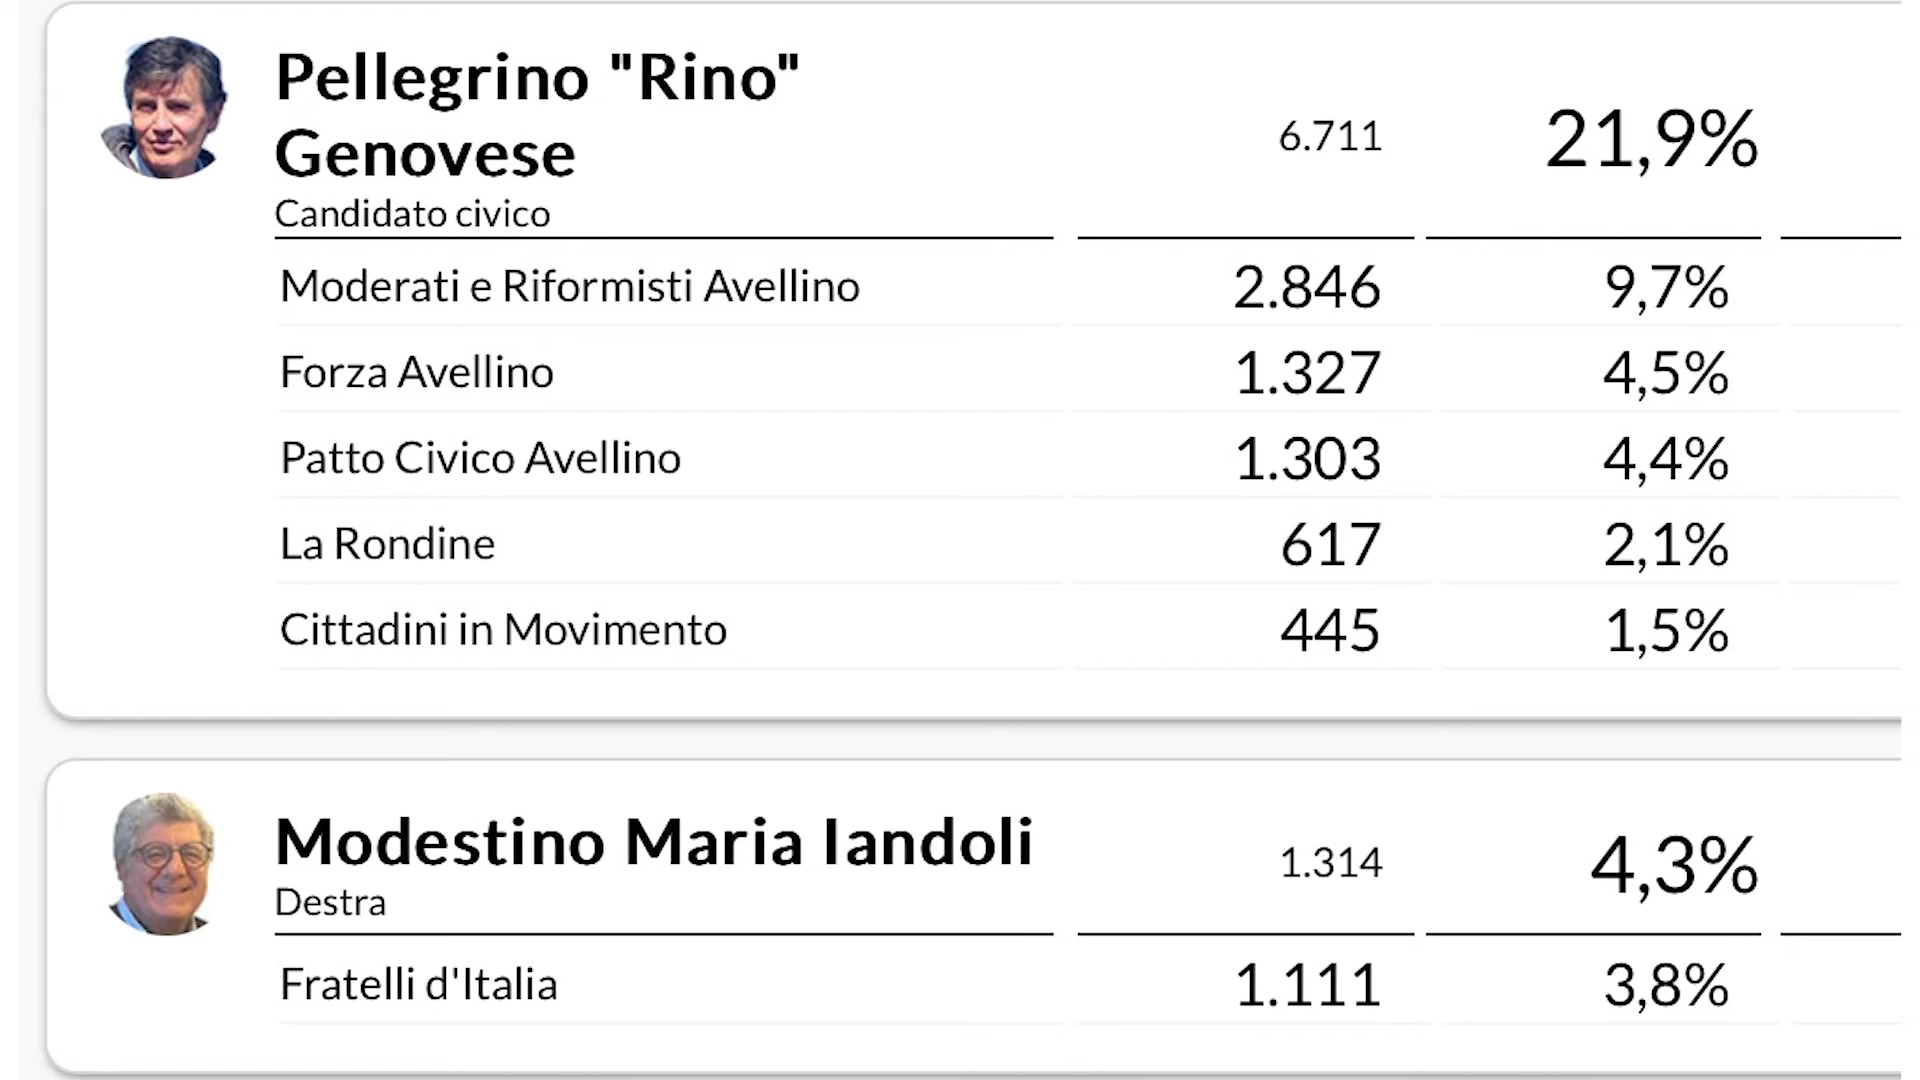 Pellegrino "Rino"
Genovese
Candidato civico
6.711 21,9%
Moderati e Riformisti Avellino 2.846 9,7%
Forza Avellino 1.327 4,5%
Patto Civico Avellino 1.303 4,4%
La Rondine 617 2,1%
Cittadini in Movimento 445 1,5%
Modestino Maria Iandoli 1.314 4,3%
Destra
Fratelli d'Italia 1.111 3,8%